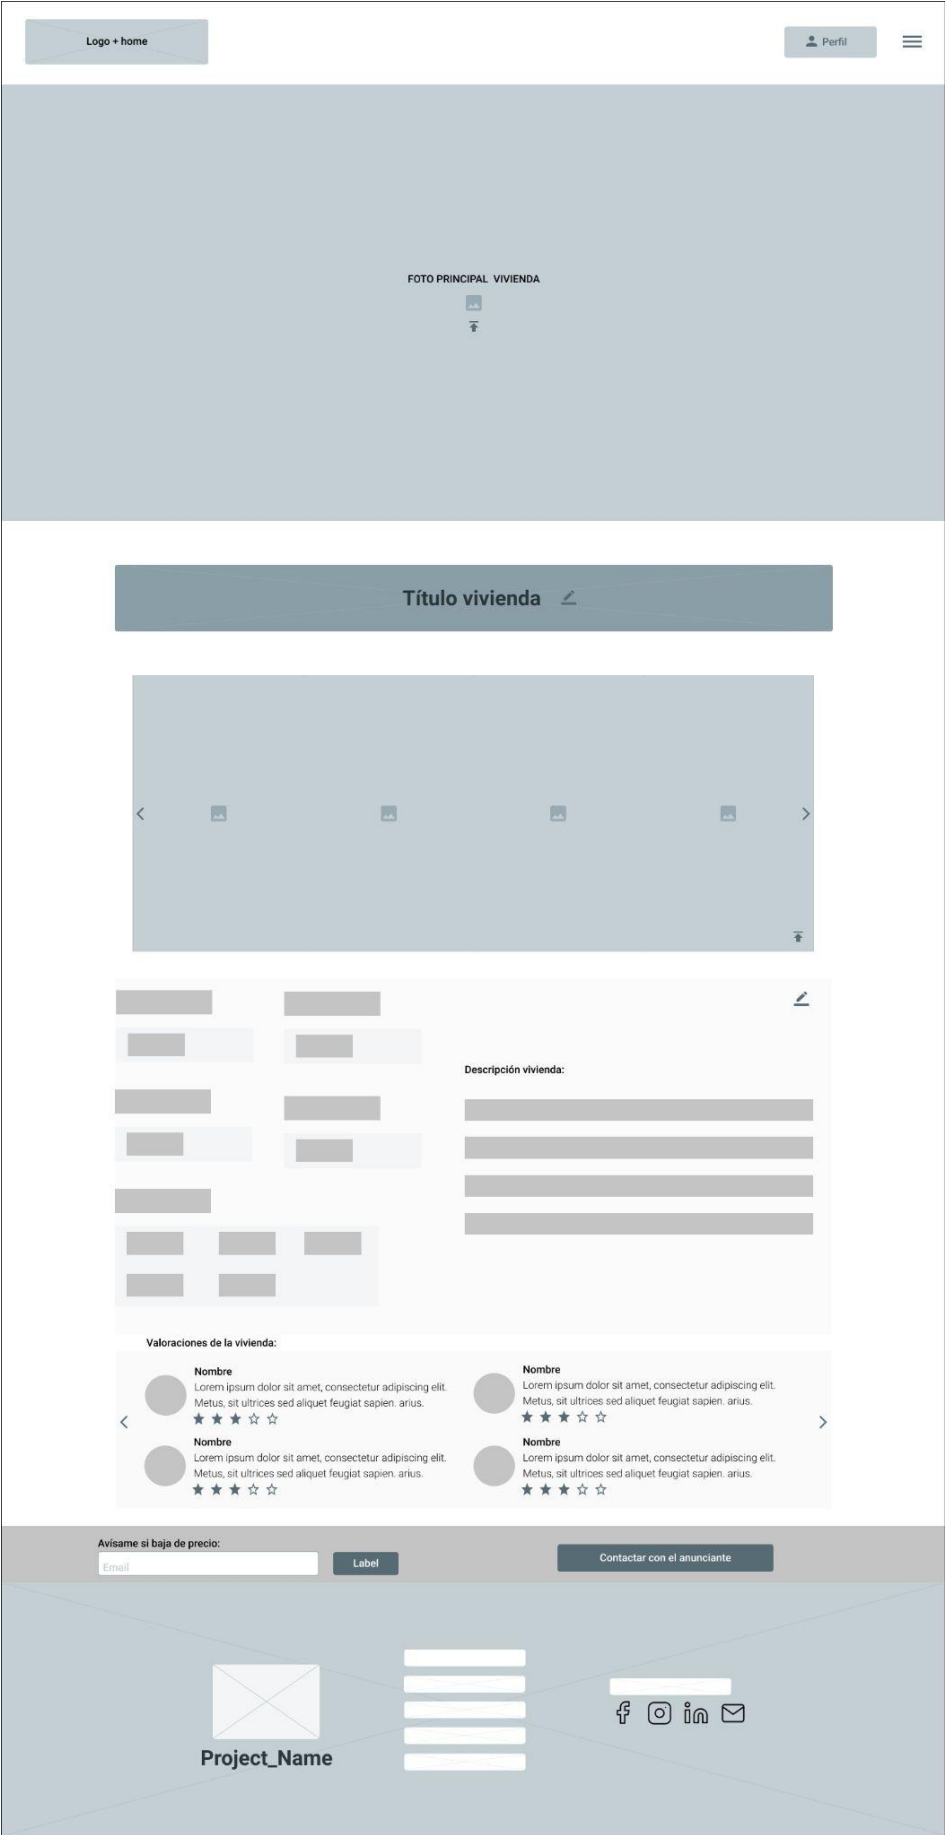 Logo + home
Perfil
FOTO PRINCIPAL VIVIENDA
Título vivienda
Descripción vivienda:
Valoraciones de la vivienda:
Nombre
Lorem ipsum dolor sit amet, consectetur adipiscing elit.
Metus, sit ultrices sed aliquet feugiat sapien. arius.
Nombre
Lorem ipsum dolor sit amet, consectetur adipiscing elit.
Metus, sit ultrices sed aliquet feugiat sapien. arius.
Nombre
Lorem ipsum dolor sit amet, consectetur adipiscing elit.
Metus, sit ultrices sed aliquet feugiat sapien. arius.
Nombre
Lorem ipsum dolor sit amet, consectetur adipiscing elit.
Metus, sit ultrices sed aliquet feugiat sapien. arius.
Avísame si baja de precio:
Email
Label
Contactar con el anunciante
Project_Name